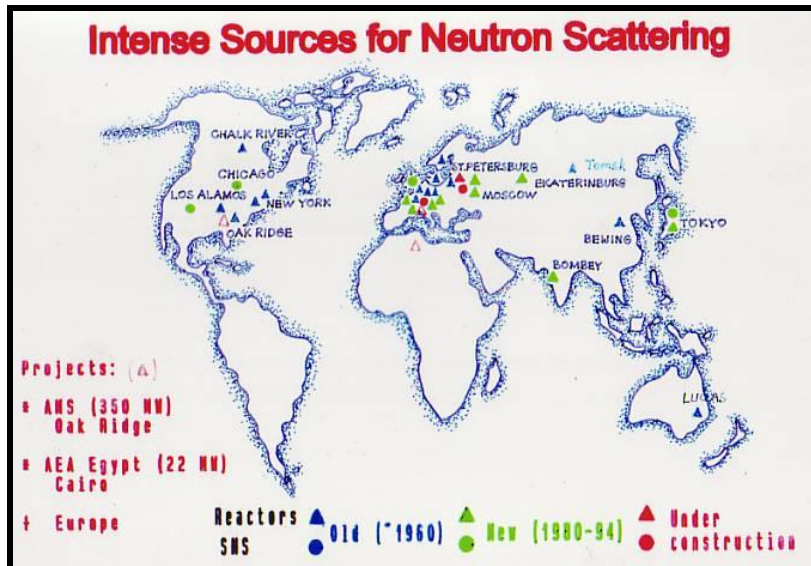 Intense Sources for Neutron Scattering
CHALK RIVER
CHICAGO
LOS ALAMOS
NEW YORK
OAK RIDGE
ST.PETERSBURG
Tomsk
EKATERINBURG
MOSCOW
BEWING
TOKYO
BOMBEY
LUCAS
Projects: (▲)
* ANS (350 MW)
Oak Ridge
* AEA Egypt (22 MW)
Cairo
† Europe
Reactors Old (~1960) New (1980-94) Under
SNS construction